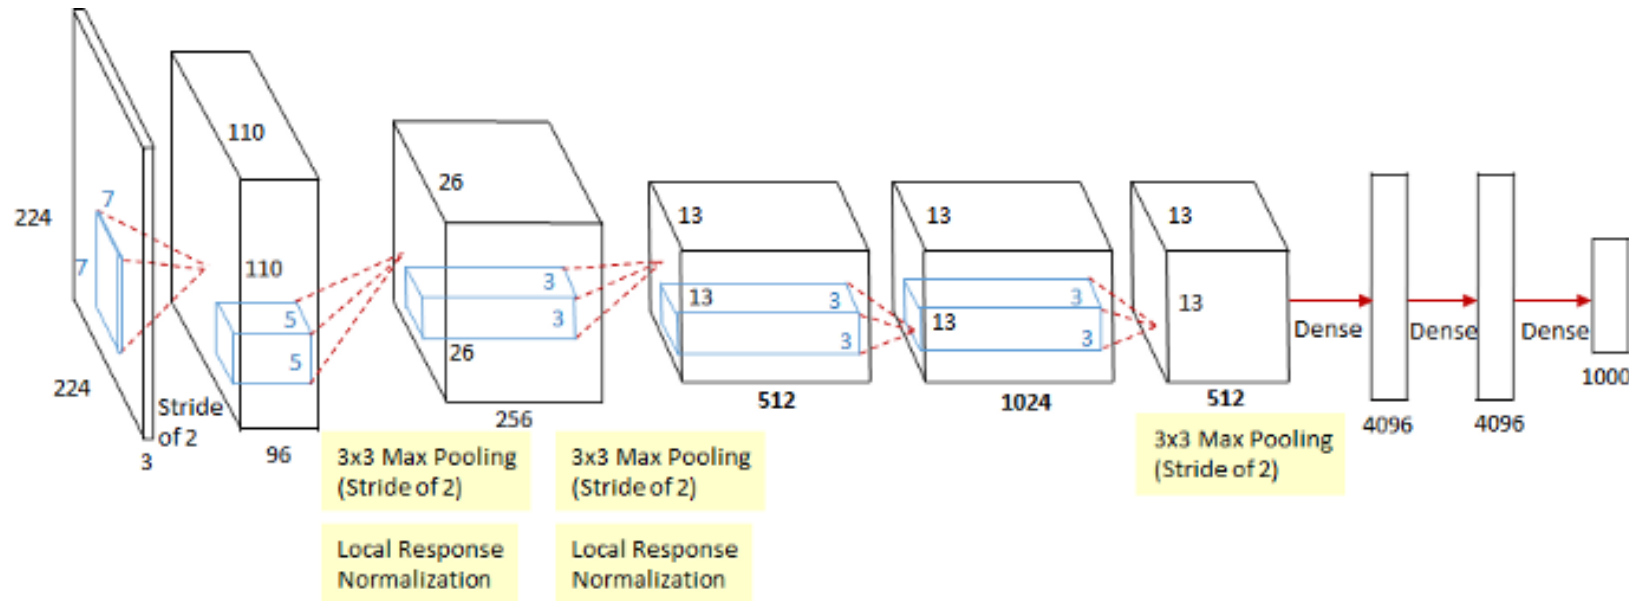 224
7
7
224
3
Stride
of 2
110
110
5
5
96
3x3 Max Pooling
(Stride of 2)
Local Response
Normalization
26
3
3
26
256
3x3 Max Pooling
(Stride of 2)
Local Response
Normalization
13
13
3
3
512
13
13
3
3
1024
13
13
512
3x3 Max Pooling
(Stride of 2)
Dense
4096
Dense
4096
Dense
1000